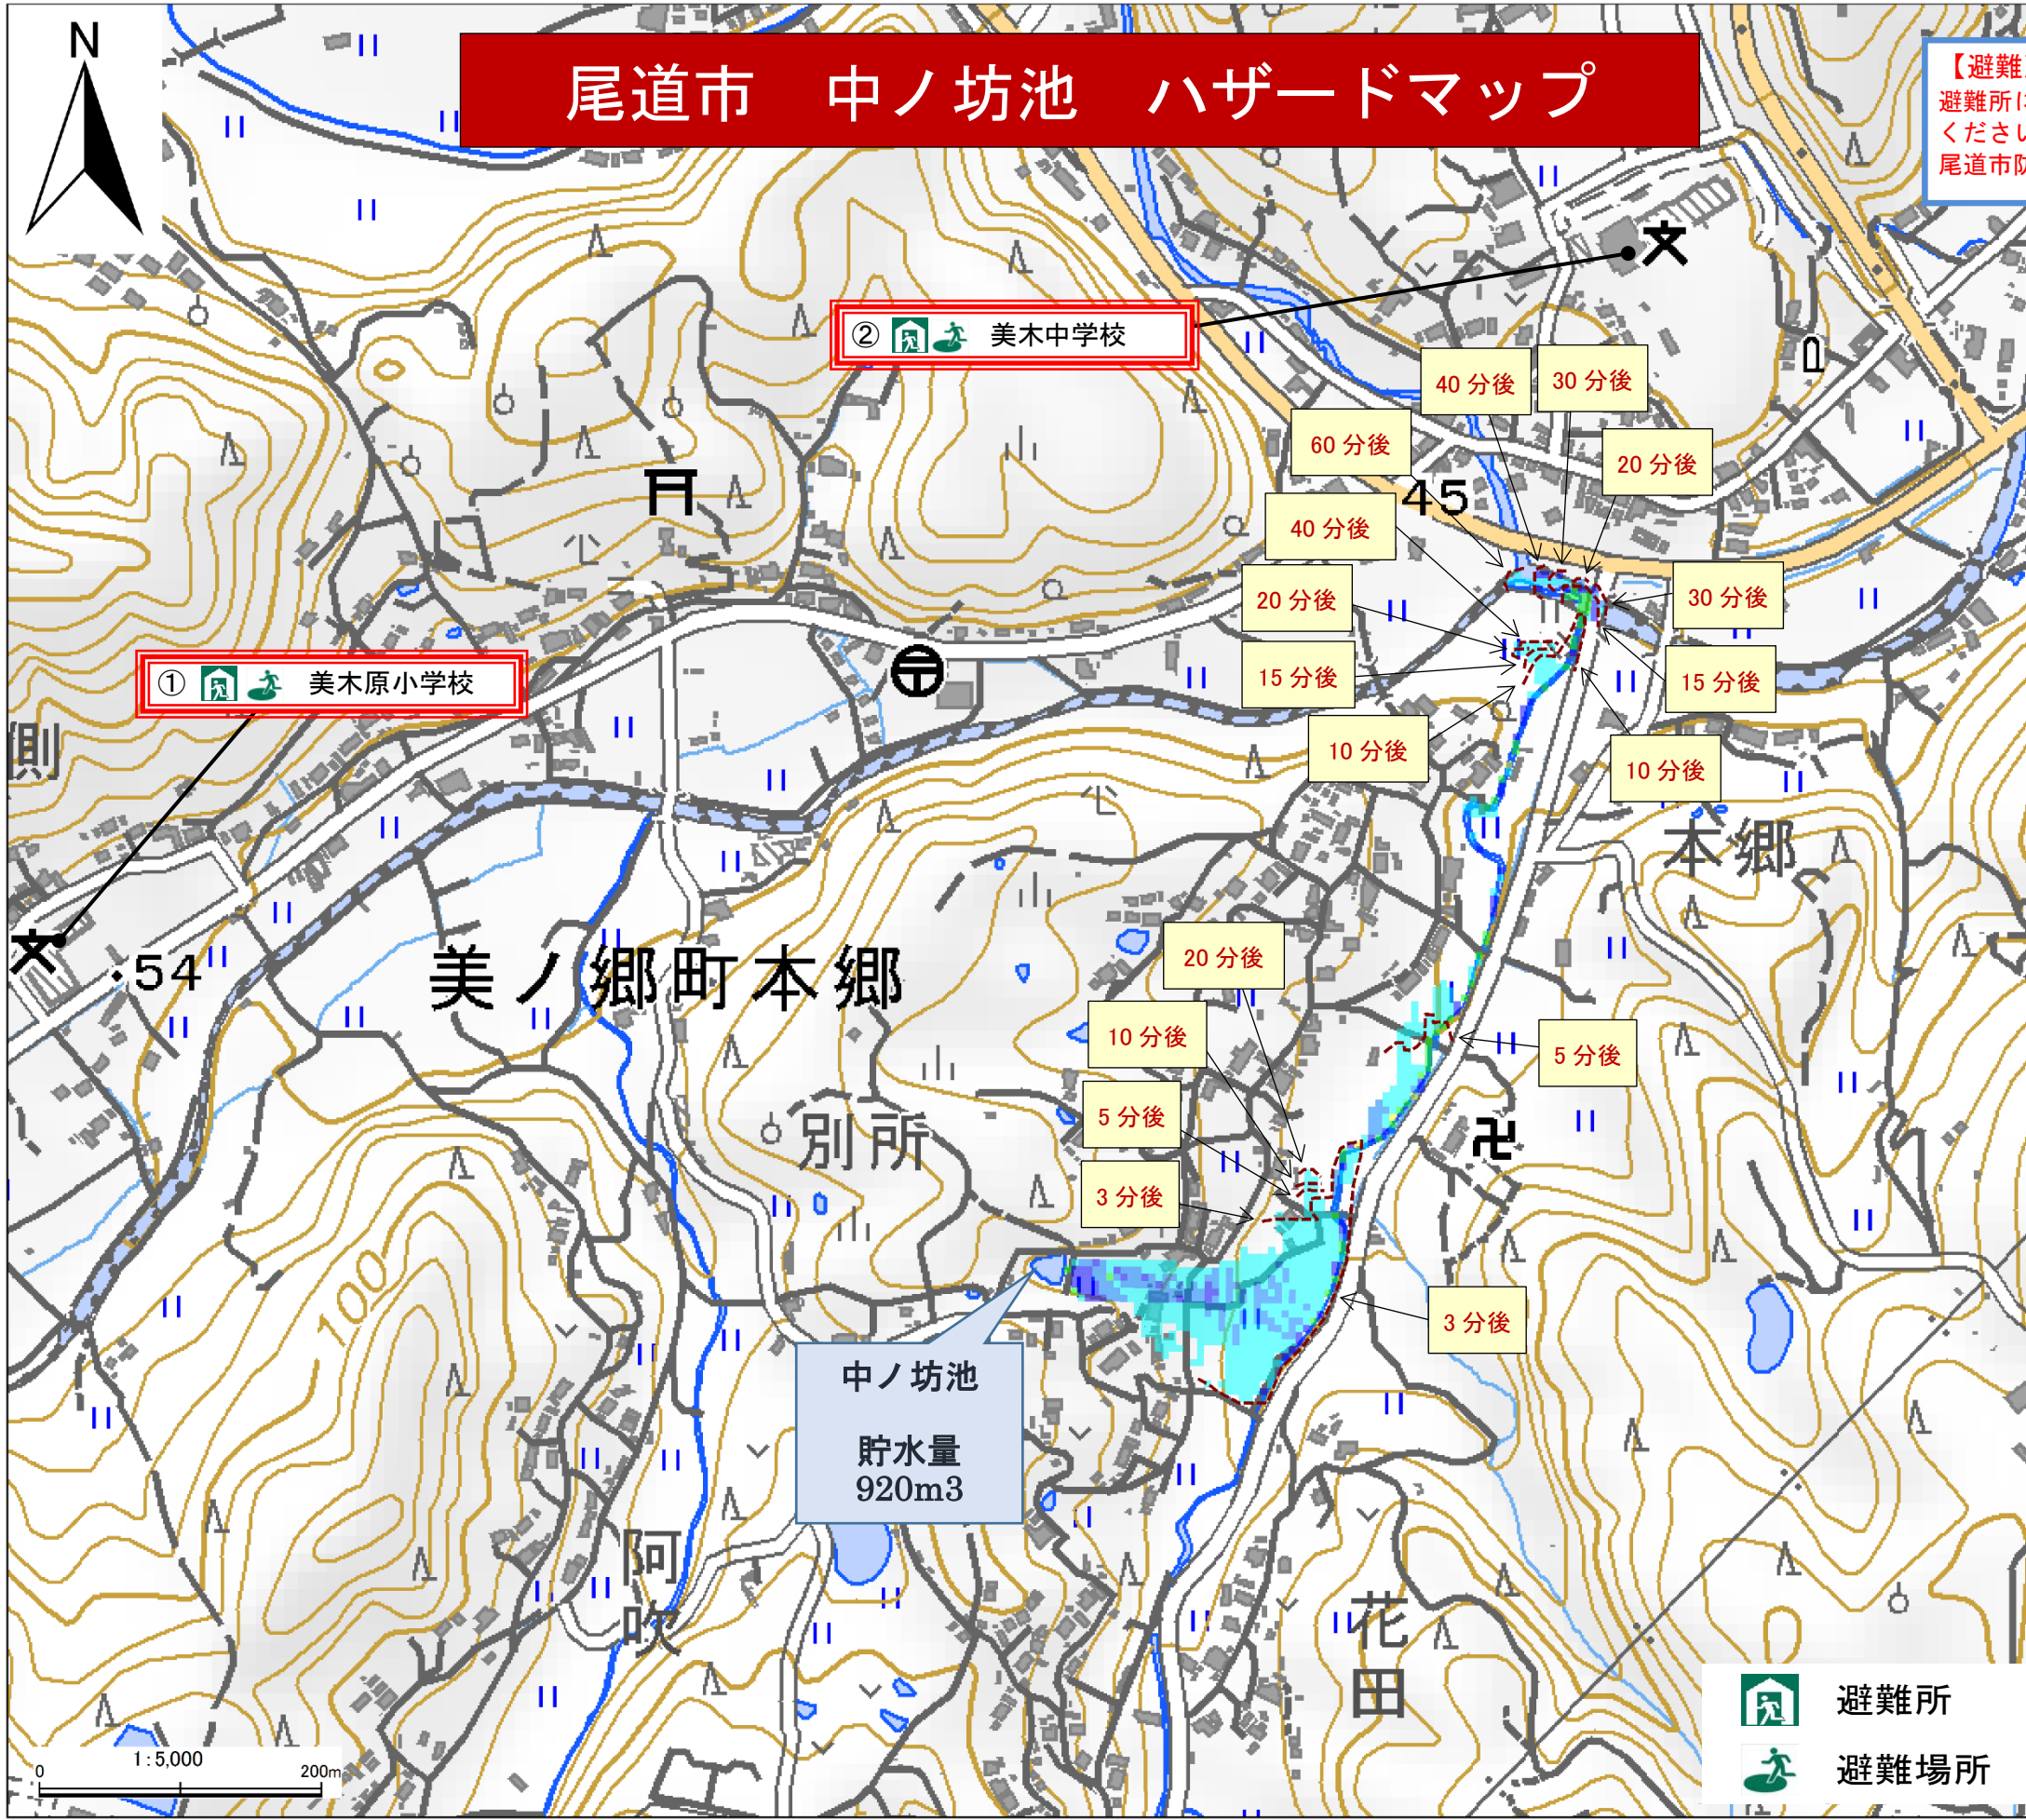 N
尾道市　中ノ坊池　ハザードマップ
【避難
避難所に
ください
尾道市防
② 美木中学校
40 分後
30 分後
60 分後
20 分後
45
40 分後
20 分後
30 分後
15 分後
15 分後
10 分後
10 分後
① 美木原小学校
則
本郷
54
美ノ郷町本郷
20 分後
10 分後
5 分後
5 分後
別所
3 分後
3 分後
100
中ノ坊池
貯水量
920m3
阿吹
花田
避難所
避難場所
1:5,000
0 200m